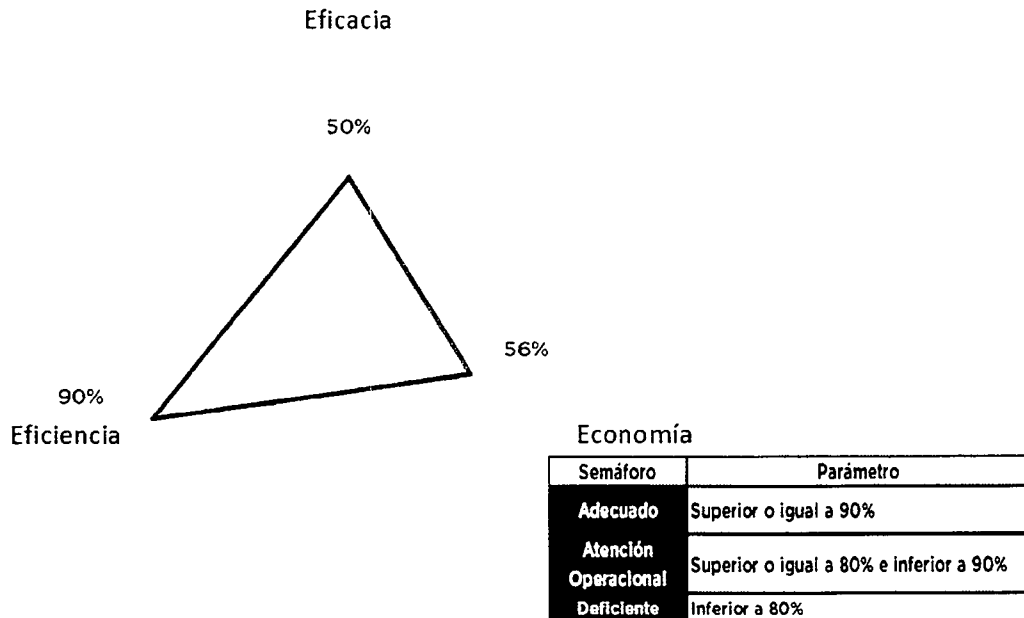 Eficacia
50%
56%
90%
Eficiencia
Economía
Semáforo Parámetro
Adecuado Superior o igual a 90%
Atención Operacional Superior o igual a 80% e inferior a 90%
Deficiente Inferior a 80%